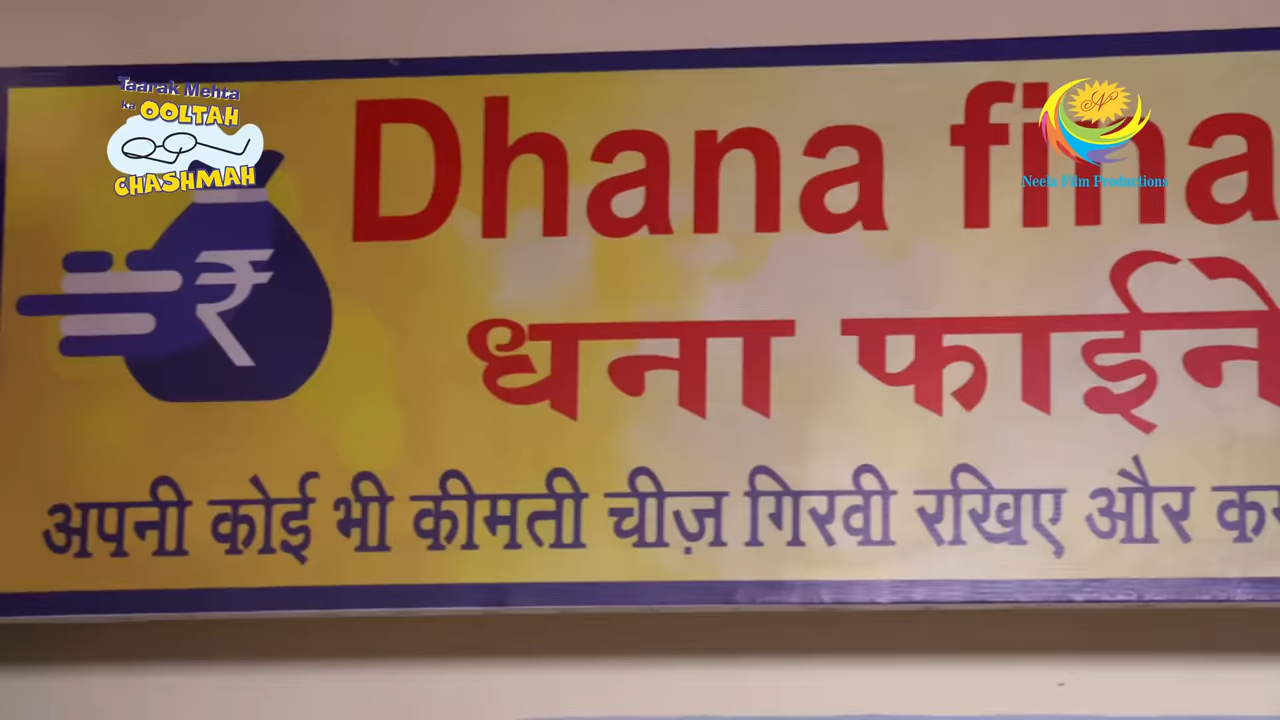 Taarak Mehta
ka OOLTAH
CHASHMAH
Neela Film Productions
Dhana fina
धना फाईने
₹
अपनी कोई भी कीमती चीज़ गिरवी रखिए और